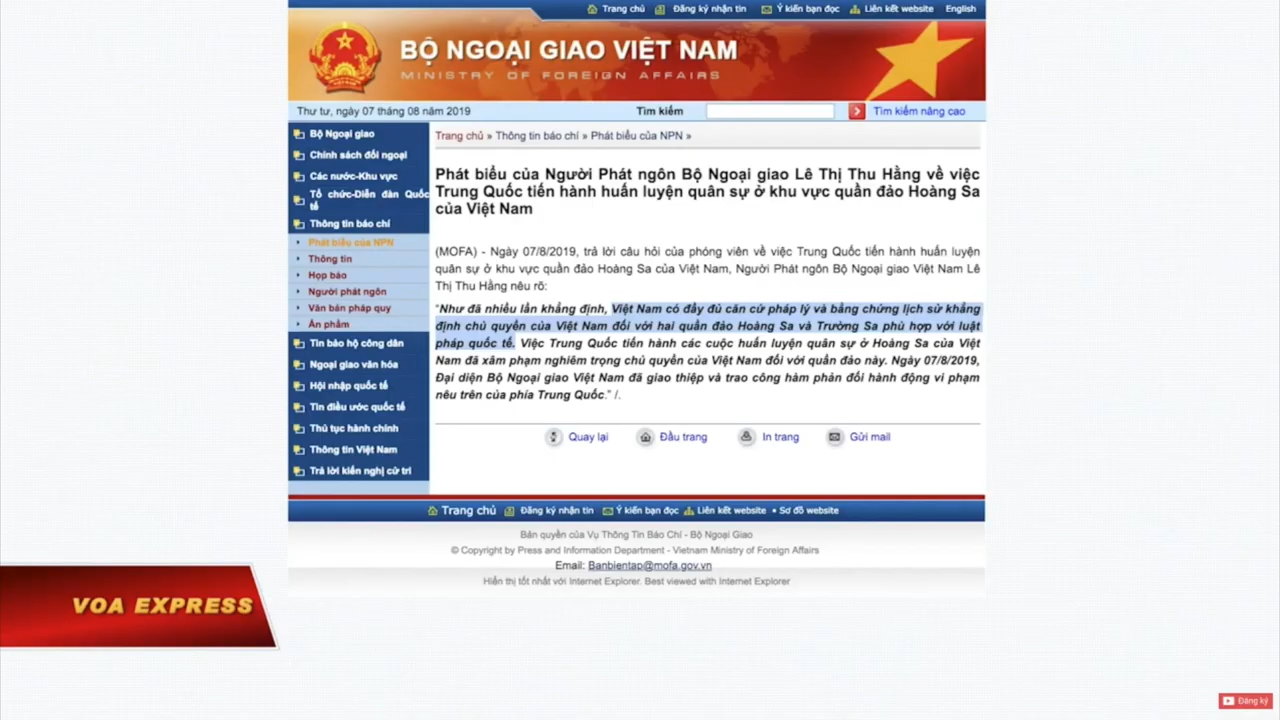 Trang chủ Đăng ký nhận tin Ý kiến bạn đọc Liên kết website English
BỘ NGOẠI GIAO VIỆT NAM
MINISTRY OF FOREIGN AFFAIRS
Thư tư, ngày 07 tháng 08 năm 2019 Tìm kiếm Tìm kiếm nâng cao
Bộ Ngoại giao
Chính sách đối ngoại
Các nước-Khu vực
Tổ chức-Diễn đàn Quốc
tế
Thông tin báo chí
Phát biểu của NPN
Thông tin
Họp báo
Người phát ngôn
Văn bản pháp quy
Ấn phẩm
Tin bảo hộ công dân
Ngoại giao văn hóa
Hội nhập quốc tế
Tin điều ước quốc tế
Thủ tục hành chính
Thông tin Việt Nam
Trả lời kiến nghị cử tri
Trang chủ » Thông tin báo chí » Phát biểu của NPN »
Phát biểu của Người Phát ngôn Bộ Ngoại giao Lê Thị Thu Hằng về việc
Trung Quốc tiến hành huấn luyện quân sự ở khu vực quần đảo Hoàng Sa
của Việt Nam
(MOFA) - Ngày 07/8/2019, trả lời câu hỏi của phóng viên về việc Trung Quốc tiến hành huấn luyện
quân sự ở khu vực quần đảo Hoàng Sa của Việt Nam, Người Phát ngôn Bộ Ngoại giao Việt Nam Lê
Thị Thu Hằng nêu rõ:
"Như đã nhiều lần khẳng định, Việt Nam có đầy đủ căn cứ pháp lý và bằng chứng lịch sử khẳng
định chủ quyền của Việt Nam đối với hai quần đảo Hoàng Sa và Trường Sa phù hợp với luật
pháp quốc tế. Việc Trung Quốc tiến hành các cuộc huấn luyện quân sự ở Hoàng Sa của Việt
Nam đã xâm phạm nghiêm trọng chủ quyền của Việt Nam đối với quần đảo này. Ngày 07/8/2019,
Đại diện Bộ Ngoại giao Việt Nam đã giao thiệp và trao công hàm phản đối hành động vi phạm
nêu trên của phía Trung Quốc." /.
Quay lại Đầu trang In trang Gửi mail
Trang chủ Đăng ký nhận tin Ý kiến bạn đọc Liên kết website • Sơ đồ website
Bản quyền của Vụ Thông Tin Báo Chí - Bộ Ngoại Giao
© Copyright by Press and Information Department - Vietnam Ministry of Foreign Affairs
Email: Banbientap@mofa.gov.vn
Hiển thị tốt nhất với Internet Explorer. Best viewed with Internet Explorer
VOA EXPRESS
Đăng ký